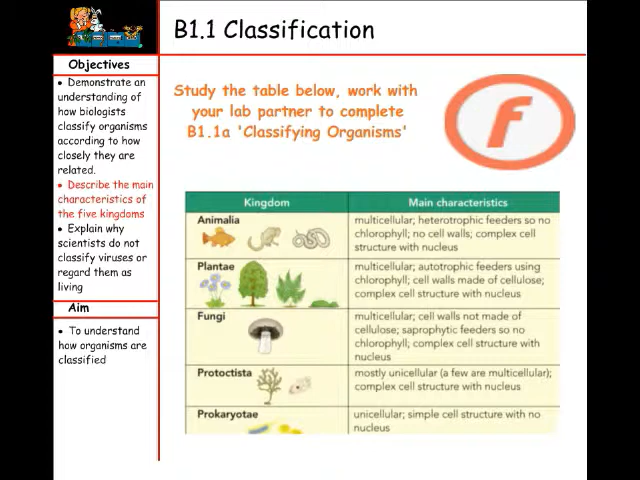 B1.1 Classification
Objectives
• Demonstrate an
understanding of
how biologists
classify organisms
according to how
closely they are
related.
• Describe the main
characteristics of
the five kingdoms
• Explain why
scientists do not
classify viruses or
regard them as
living
Aim
• To understand
how organisms are
classified
Study the table below, work with
your lab partner to complete
B1.1a 'Classifying Organisms'
f
Kingdom Main characteristics
Animalia
multicellular; heterotrophic feeders so no
chlorophyll; no cell walls; complex cell
structure with nucleus
Plantae
multicellular; autotrophic feeders using
chlorophyll; cell walls made of cellulose;
complex cell structure with nucleus
Fungi
multicellular; cell walls not made of
cellulose; saprophytic feeders so no
chlorophyll; complex cell structure with
nucleus
Protoctista
mostly unicellular (a few are multicellular);
complex cell structure with nucleus
Prokaryotae
unicellular; simple cell structure with no
nucleus